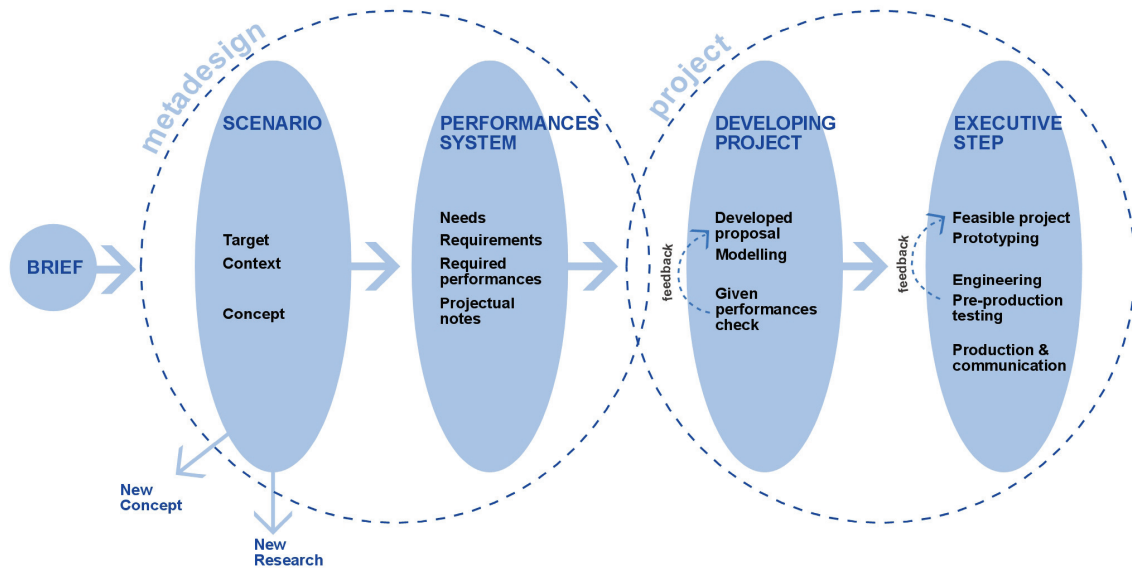 metadesign
project
BRIEF
SCENARIO
Target
Context
Concept
New
Concept
New
Research
PERFORMANCES
SYSTEM
Needs
Requirements
Required
performances
Projectual
notes
DEVELOPING
PROJECT
Developed
proposal
Modelling
feedback
Given
performances
check
EXECUTIVE
STEP
Feasible project
Prototyping
feedback
Engineering
Pre-production
testing
Production &
communication